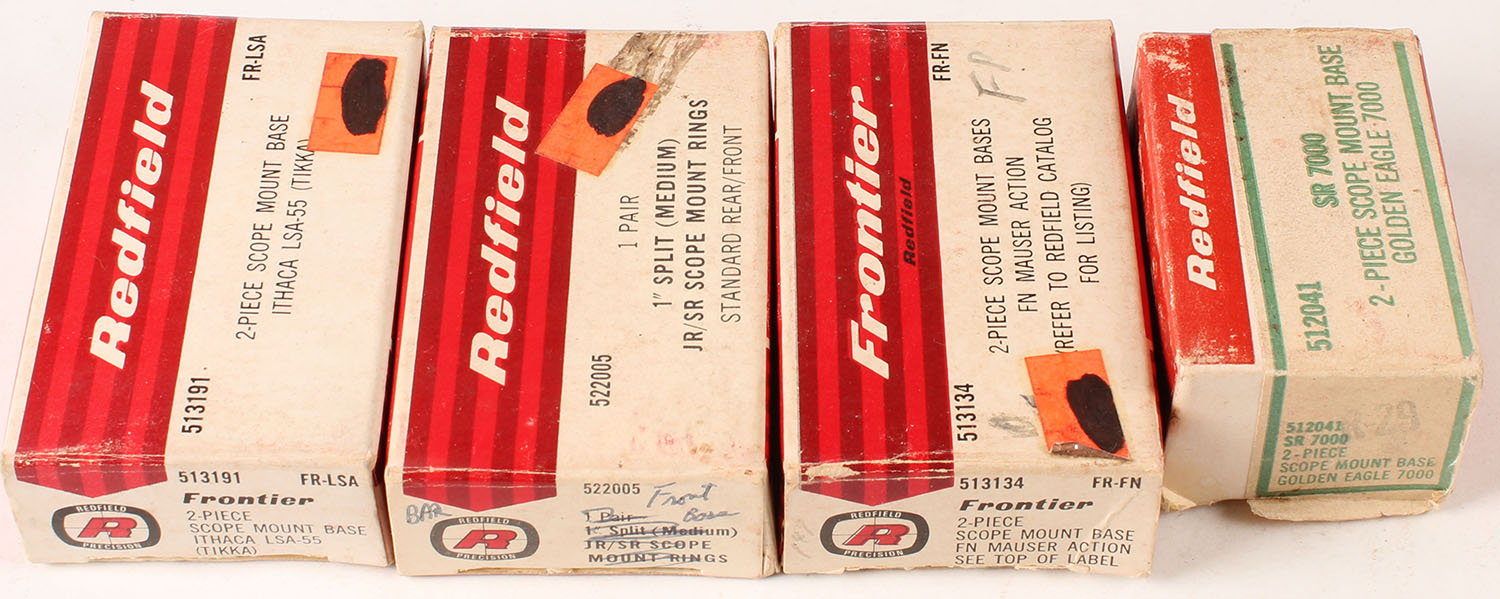 Redfield
FR-LSA
2-PIECE SCOPE MOUNT BASE
ITHACA LSA-55 (TIKKA)
513191
513191 FR-LSA
Frontier
2-PIECE
SCOPE MOUNT BASE
ITHACA LSA-55
(TIKKA)
REDFIELD
R
PRECISION
Redfield
1 PAIR
1" SPLIT (MEDIUM)
JR/SR SCOPE MOUNT RINGS
STANDARD REAR/FRONT
522005
522005
Front
Base
BAR
1 Pair
1" Split (Medium)
JR/SR SCOPE
MOUNT RINGS
REDFIELD
R
PRECISION
Frontier
Redfield
FR-FN
FP
2-PIECE SCOPE MOUNT BASES
FN MAUSER ACTION
(REFER TO REDFIELD CATALOG
FOR LISTING)
513134
513134 FR-FN
Frontier
2-PIECE
SCOPE MOUNT BASE
FN MAUSER ACTION
SEE TOP OF LABEL
REDFIELD
R
PRECISION
Redfield
512041 SR 7000
2-PIECE SCOPE MOUNT BASE
GOLDEN EAGLE 7000
512041
SR 7000
2-PIECE
SCOPE MOUNT BASE
GOLDEN EAGLE 7000